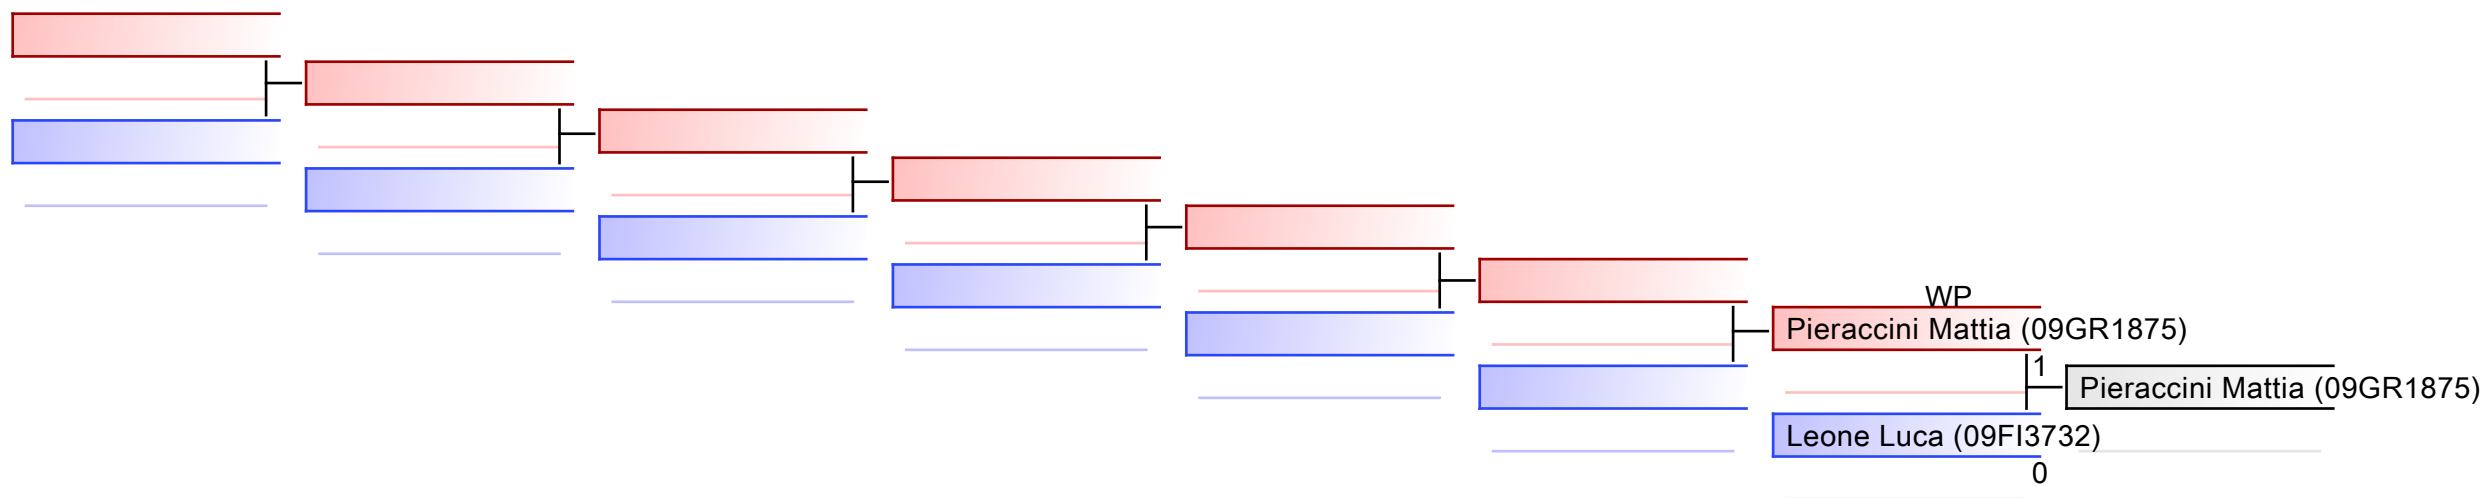 WP
Pieraccini Mattia (09GR1875)
1
Pieraccini Mattia (09GR1875)
Leone Luca (09FI3732)
0